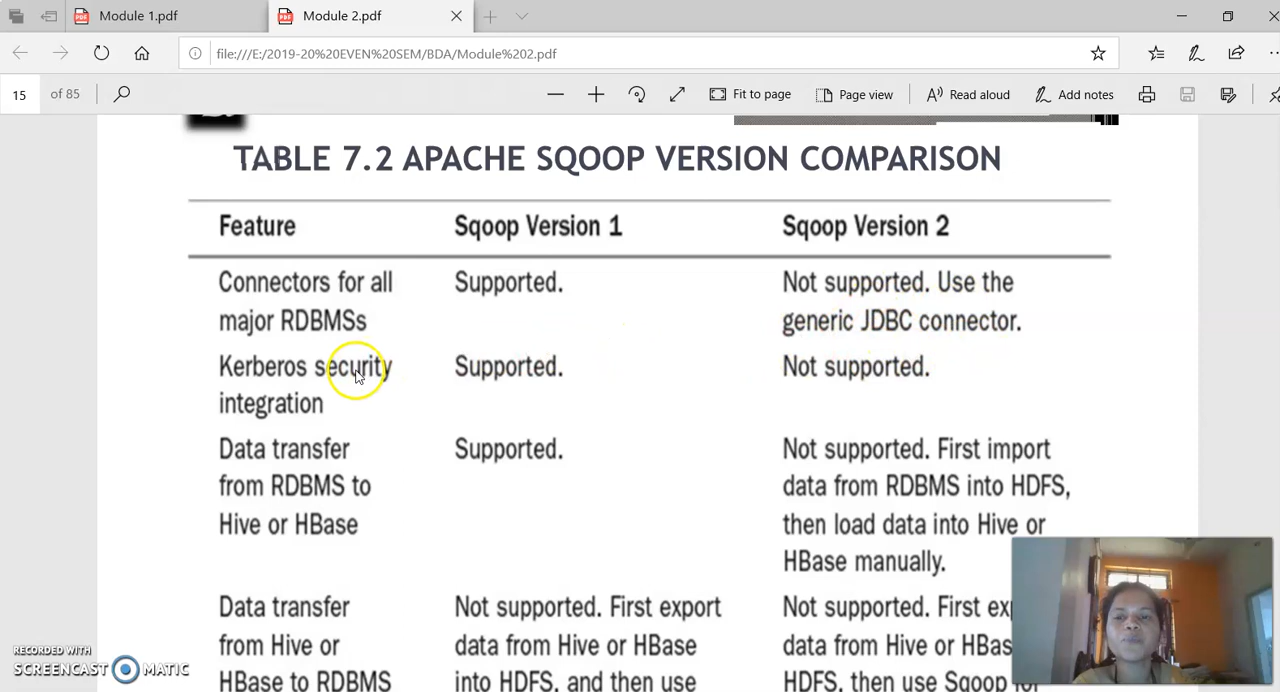 Module 1.pdf
Module 2.pdf
file:///E:/2019-20%20EVEN%20SEM/BDA/Module%202.pdf
15 of 85
Fit to page
Page view
Read aloud
Add notes
TABLE 7.2 APACHE SQOOP VERSION COMPARISON
Feature Sqoop Version 1 Sqoop Version 2
Connectors for all Supported. Not supported. Use the
major RDBMSs generic JDBC connector.
Kerberos security Supported. Not supported.
integration
Data transfer Supported. Not supported. First import
from RDBMS to data from RDBMS into HDFS,
Hive or HBase then load data into Hive or
HBase manually.
Data transfer Not supported. First export Not supported. First
from Hive or data from Hive or HBase data from Hive or
HBase to RDBMS into HDFS, and then use HDFS, then use Sqoop for
RECORDED WITH
SCREENCAST MATIC